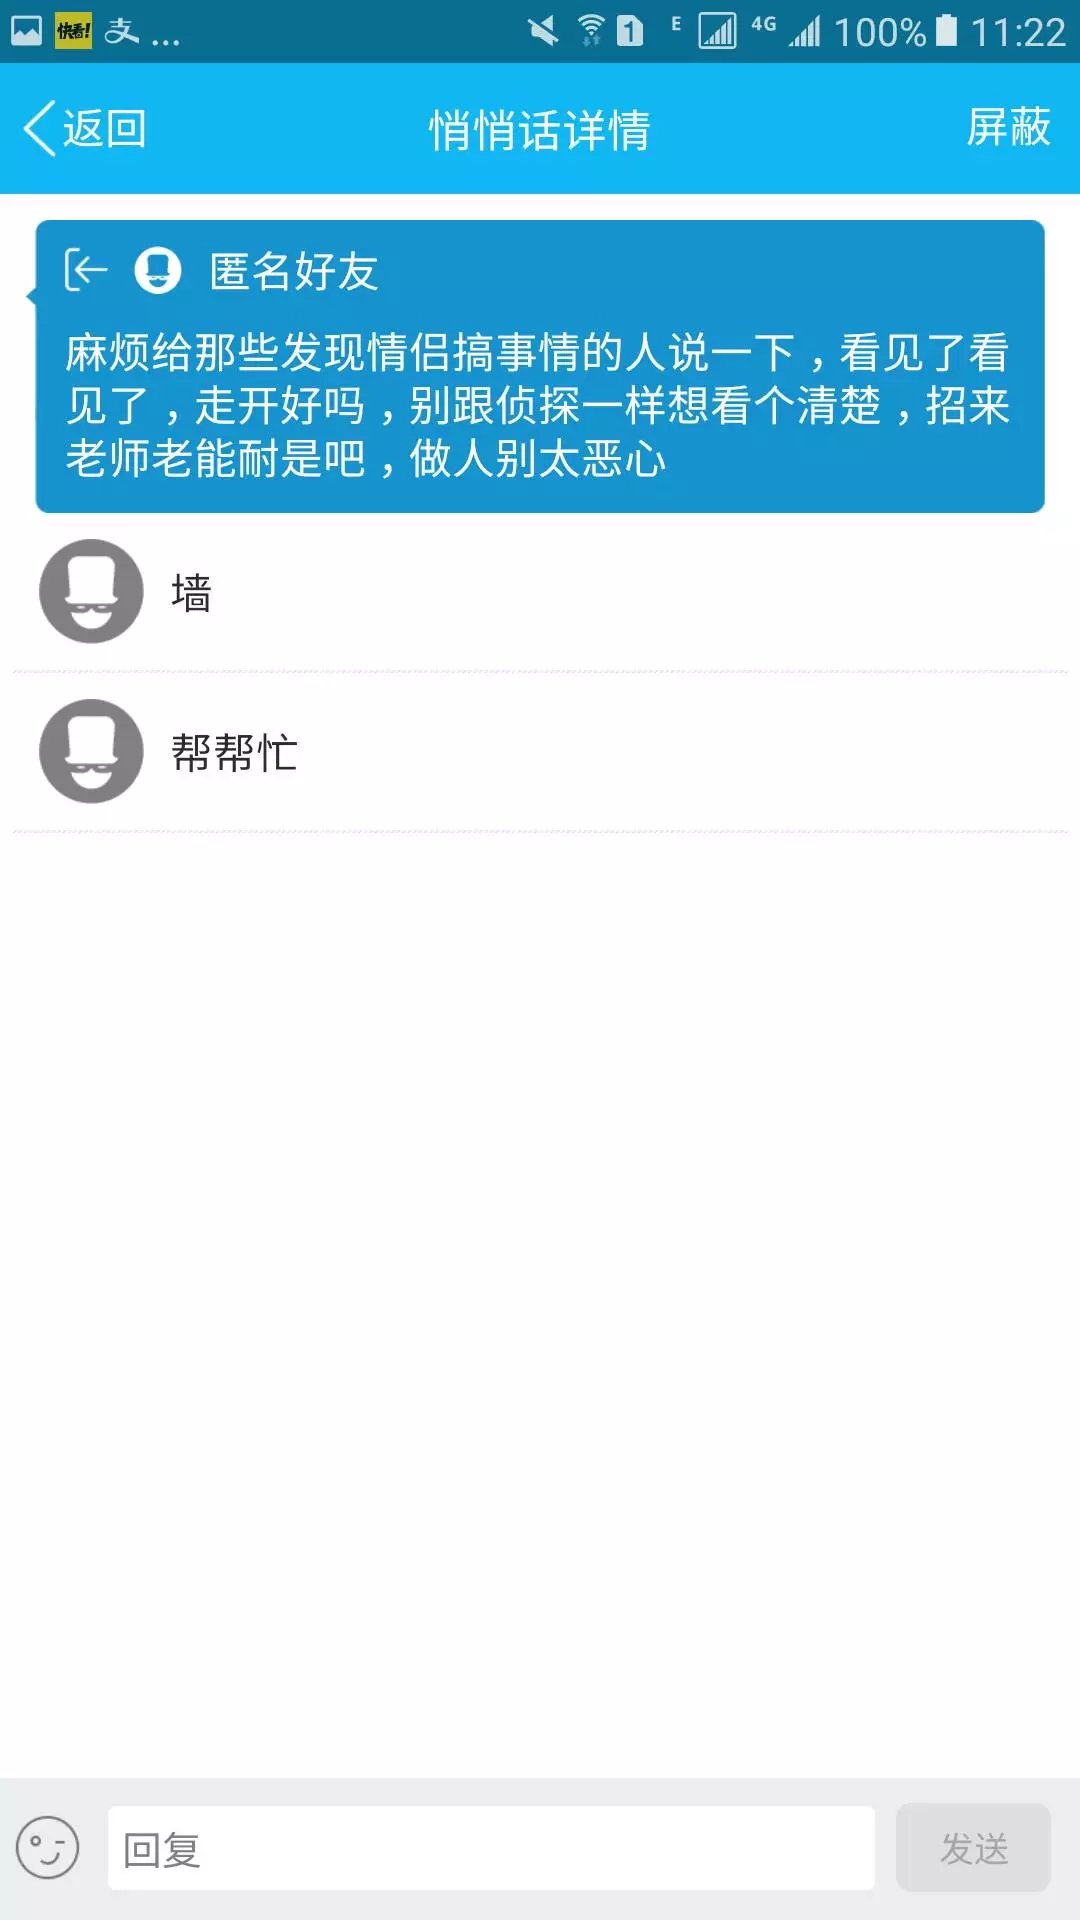 快看!
支 ...
1 E 4G 100% 11:22
返回 悄悄话详情 屏蔽
匿名好友
麻烦给那些发现情侣搞事情的人说一下，看见了看
见了，走开好吗，别跟侦探一样想看个清楚，招来
老师老能耐是吧，做人别太恶心
墙
帮帮忙
回复 发送